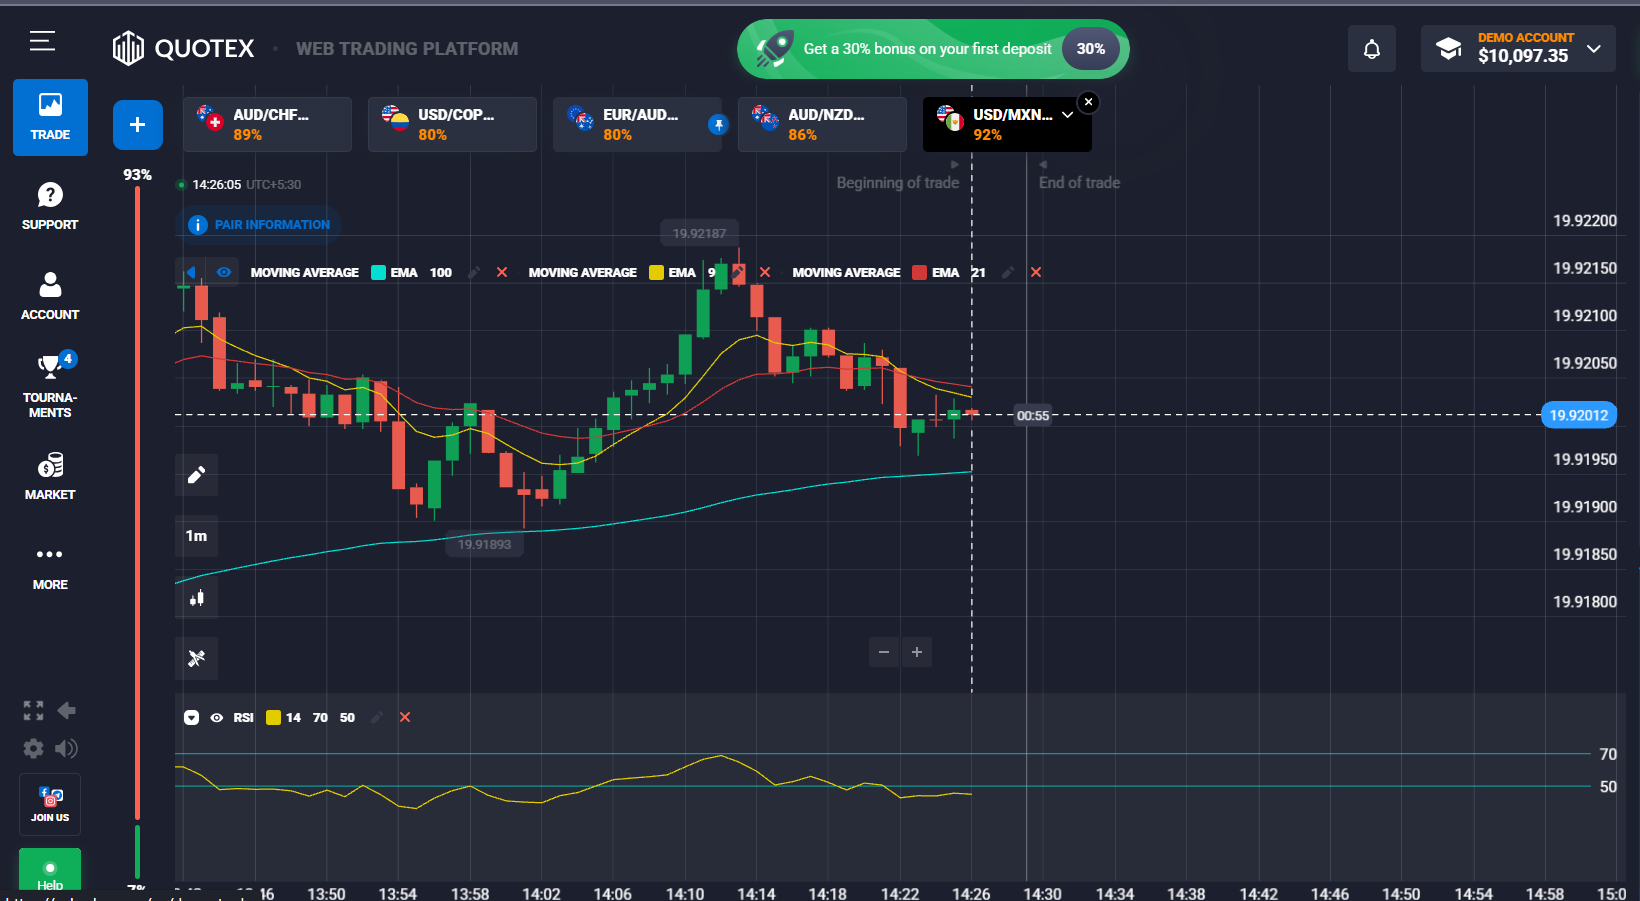 QUOTEX
WEB TRADING PLATFORM
Get a 30% bonus on your first deposit
30%
DEMO ACCOUNT
$10,097.35
TRADE
+
AUD/CHF...
89%
USD/COP...
80%
EUR/AUD...
80%
AUD/NZD...
86%
USD/MXN...
92%
93%
14:26:05 UTC+5:30
Beginning of trade
End of trade
PAIR INFORMATION
SUPPORT
ACCOUNT
4
TOURNA-
MENTS
MARKET
MORE
MOVING AVERAGE EMA 100
MOVING AVERAGE EMA 9
MOVING AVERAGE EMA 21
19.92187
19.91893
00:55
19.92200
19.92150
19.92100
19.92050
19.92012
19.91950
19.91900
19.91850
19.91800
1m
RSI 14 70 50
70
50
JOIN US
Help
13:50
13:54
13:58
14:02
14:06
14:10
14:14
14:18
14:22
14:26
14:30
14:34
14:38
14:42
14:46
14:50
14:54
14:58